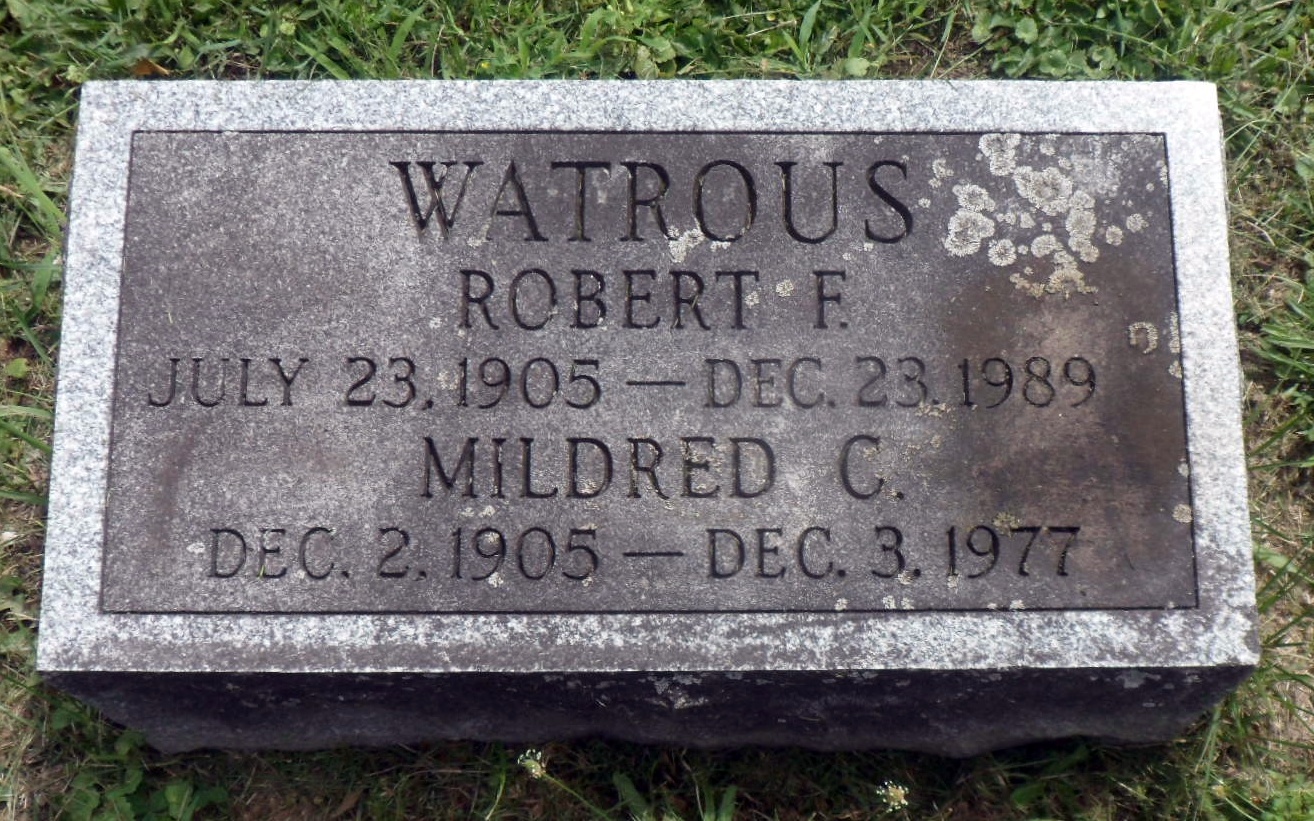 WATROUS
ROBERT F.
JULY 23, 1905 — DEC. 23, 1989
MILDRED C.
DEC. 2, 1905 — DEC. 3, 1977